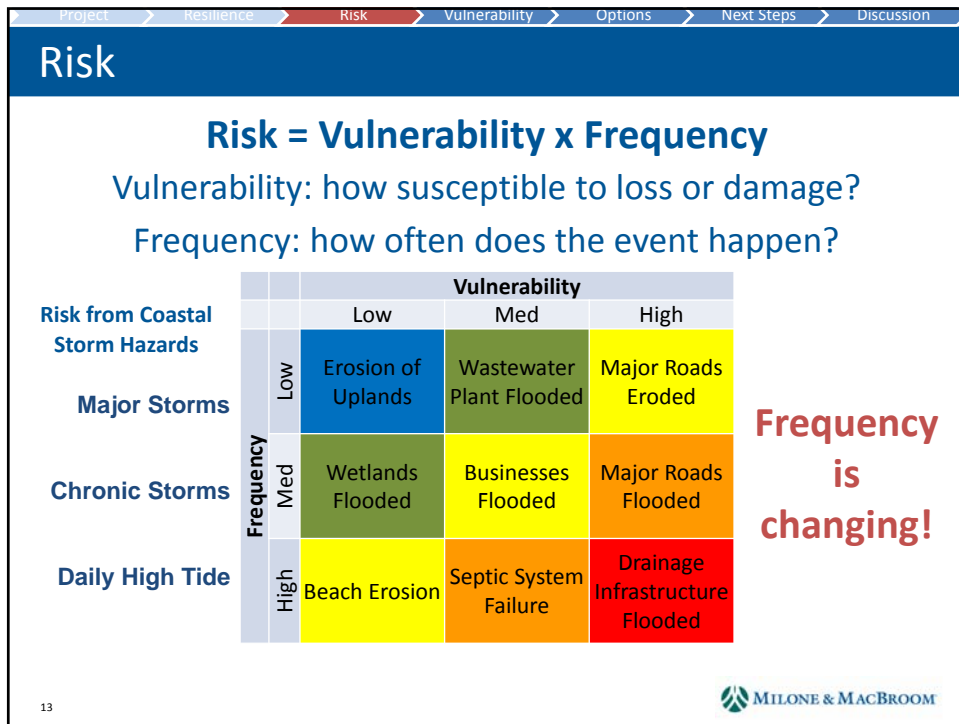 Project Resilience Risk Vulnerability Options Next Steps Discussion
Risk
Risk = Vulnerability x Frequency
Vulnerability: how susceptible to loss or damage?
Frequency: how often does the event happen?
Risk from Coastal
Storm Hazards
Major Storms
Chronic Storms
Daily High Tide
Vulnerability
Low Med High
Frequency
Low
Erosion of
Uplands
Wastewater
Plant Flooded
Major Roads
Eroded
Med
Wetlands
Flooded
Businesses
Flooded
Major Roads
Flooded
High
Beach Erosion
Septic System
Failure
Drainage
Infrastructure
Flooded
Frequency
is
changing!
13
MILONE & MACBROOM